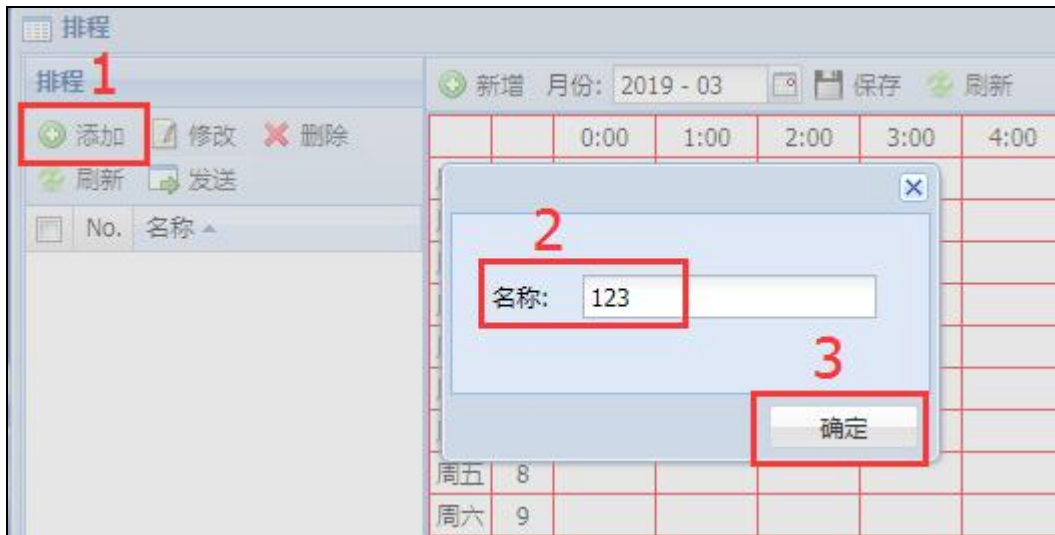 排程
排程 1
添加 修改 删除
刷新 发送
No. 名称
新增 月份: 2019 - 03 保存 刷新
0:00 1:00 2:00 3:00 4:00
2
名称: 123
3
确定
周五 8
周六 9